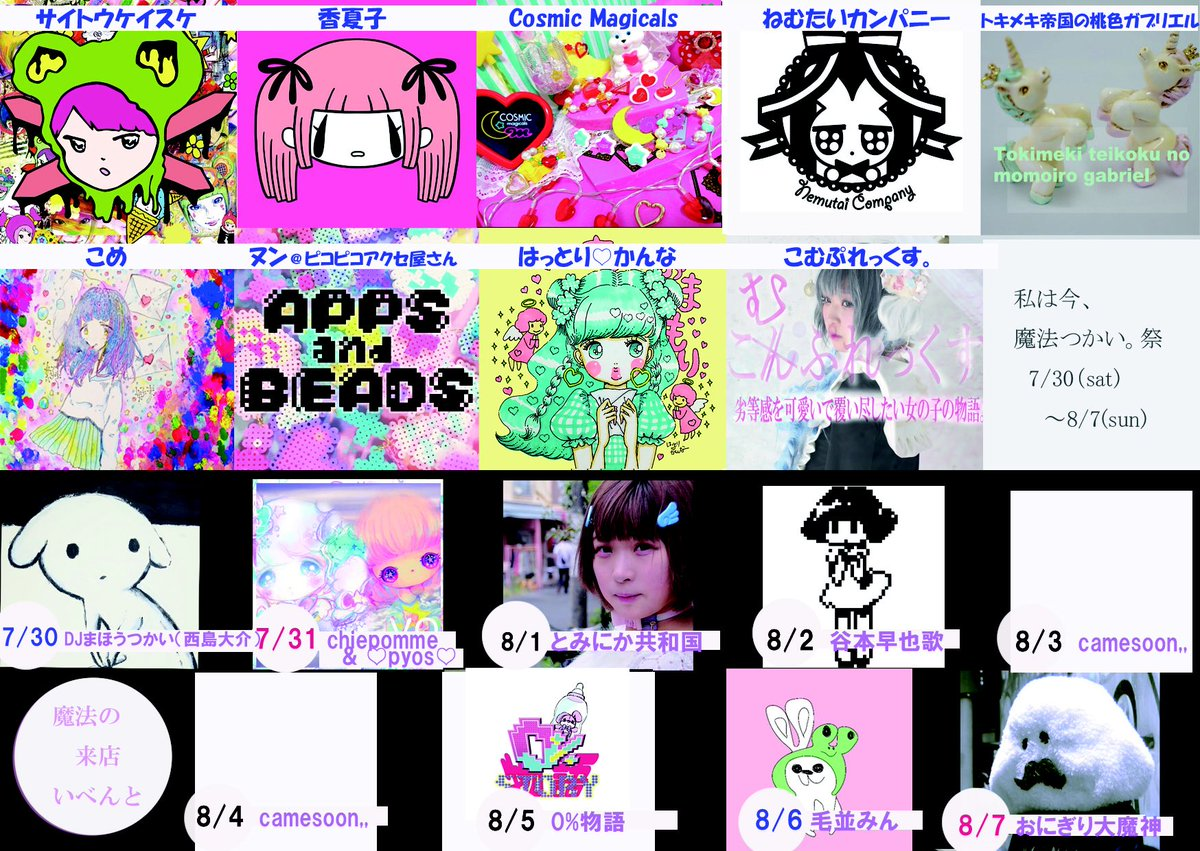 サイトウケイスケ
香夏子
Cosmic Magicals
ねむたいカンパニー
トキメキ帝国の桃色ガブリエル
COSMIC
magicals
Nemutai Company
Tokimeki teikoku no
momoiro gabriel
こめ
ヌン@ピコピコアクセ屋さん
はっとり♡かんな
こむぷれっくす。
APPS
and
BEADS
まもり
む
こんぷれっくす
劣等感を可愛いで覆い尽したい女の子の物語。
私は今、
魔法つかい。祭
7/30(sat)
~8/7(sun)
7/30 DJまほうつかい(西島大介)
7/31 chiepomme
& ♡pyos♡
8/1 とみにか共和国
8/2 谷本早也歌
8/3 camesoon,,
魔法の
来店
いべんと
8/4 camesoon,,
8/5 0%物語
8/6 毛並みん
8/7 おにぎり大魔神